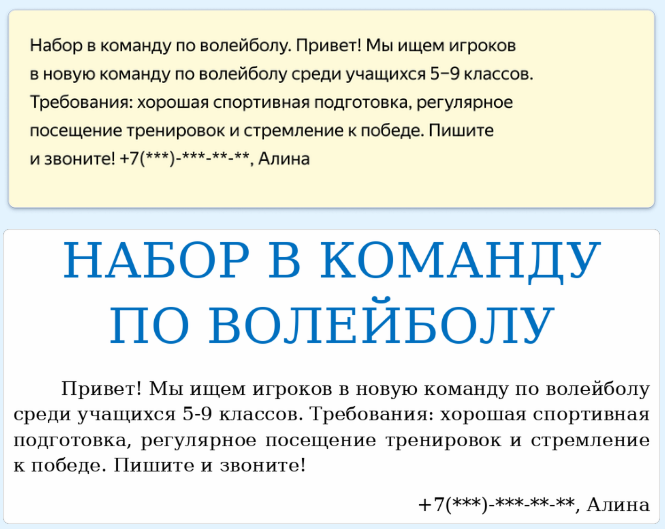 Набор в команду по волейболу. Привет! Мы ищем игроков
в новую команду по волейболу среди учащихся 5–9 классов.
Требования: хорошая спортивная подготовка, регулярное
посещение тренировок и стремление к победе. Пишите
и звоните! +7(***)-***-**-**, Алина
НАБОР В КОМАНДУ
ПО ВОЛЕЙБОЛУ
Привет! Мы ищем игроков в новую команду по волейболу
среди учащихся 5-9 классов. Требования: хорошая спортивная
подготовка, регулярное посещение тренировок и стремление
к победе. Пишите и звоните!
+7(***)-***-**-**, Алина